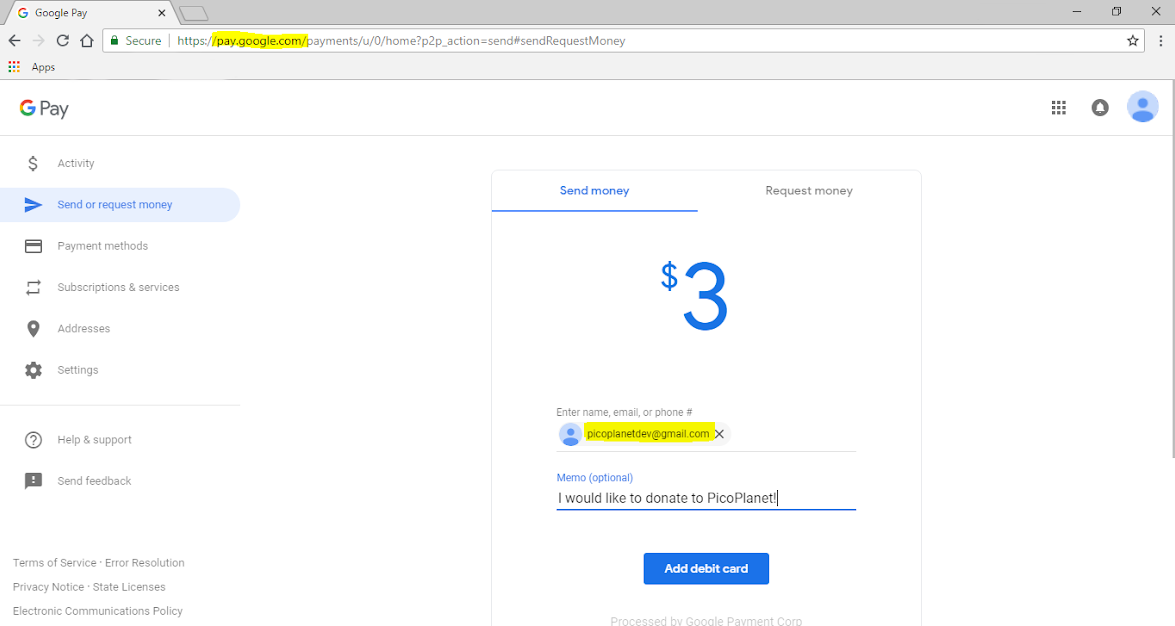 Google Pay
Secure | https://pay.google.com/payments/u/0/home?p2p_action=send#sendRequestMoney
Apps
G Pay
Activity
Send or request money
Payment methods
Subscriptions & services
Addresses
Settings
Help & support
Send feedback
Terms of Service · Error Resolution
Privacy Notice · State Licenses
Electronic Communications Policy
Send money
Request money
$3
Enter name, email, or phone #
picoplanetdev@gmail.com
Memo (optional)
I would like to donate to PicoPlanet!
Add debit card
Processed by Google Payment Corp